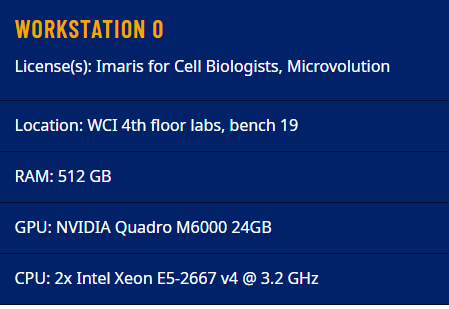 WORKSTATION 0
License(s): Imaris for Cell Biologists, Microvolution
Location: WCI 4th floor labs, bench 19
RAM: 512 GB
GPU: NVIDIA Quadro M6000 24GB
CPU: 2x Intel Xeon E5-2667 v4 @ 3.2 GHz